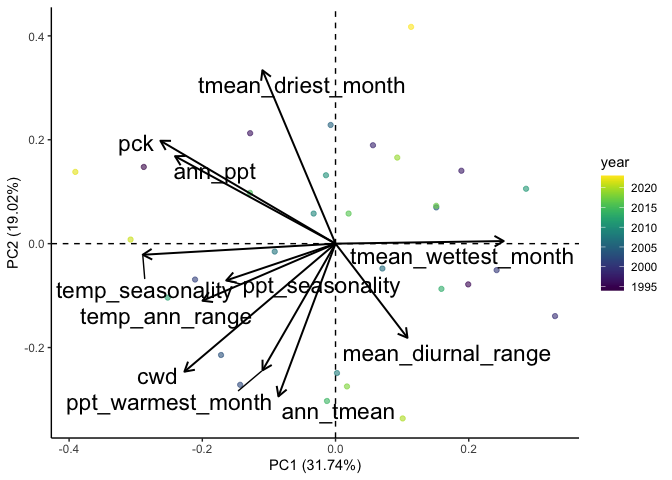 0.4
0.2
0.0
-0.2
PC2 (19.02%)
tmean_driest_month
pck
ann_ppt
tmean_wettest_month
temp_seasonality
ppt_seasonality
temp_ann_range
mean_diurnal_range
cwd
ppt_warmest_month
ann_tmean
-0.4
-0.2
0.0
0.2
PC1 (31.74%)
year
2020
2015
2010
2005
2000
1995